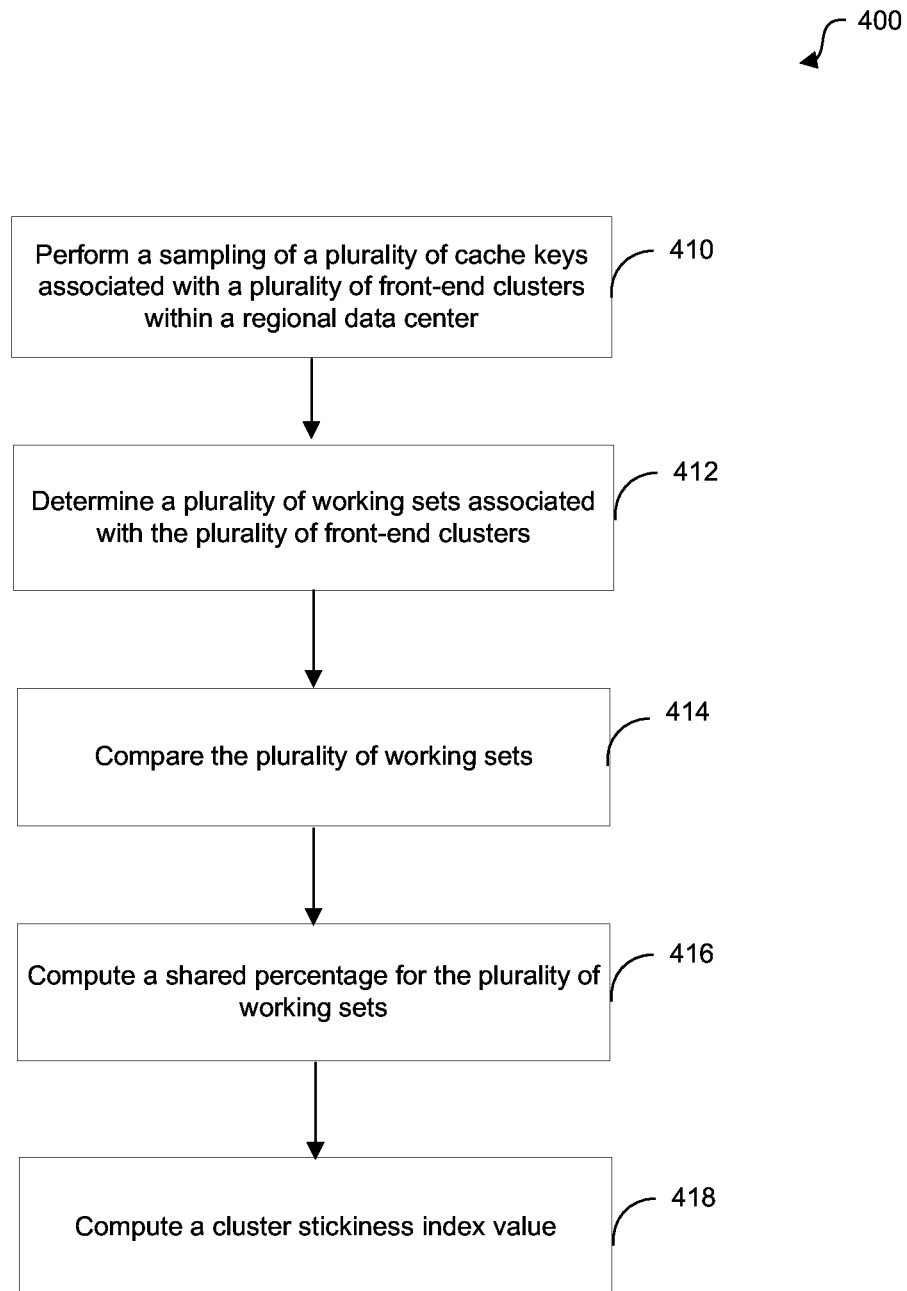 400
Perform a sampling of a plurality of cache keys
associated with a plurality of front-end clusters
within a regional data center
410
Determine a plurality of working sets associated
with the plurality of front-end clusters
412
Compare the plurality of working sets
414
Compute a shared percentage for the plurality of
working sets
416
Compute a cluster stickiness index value
418